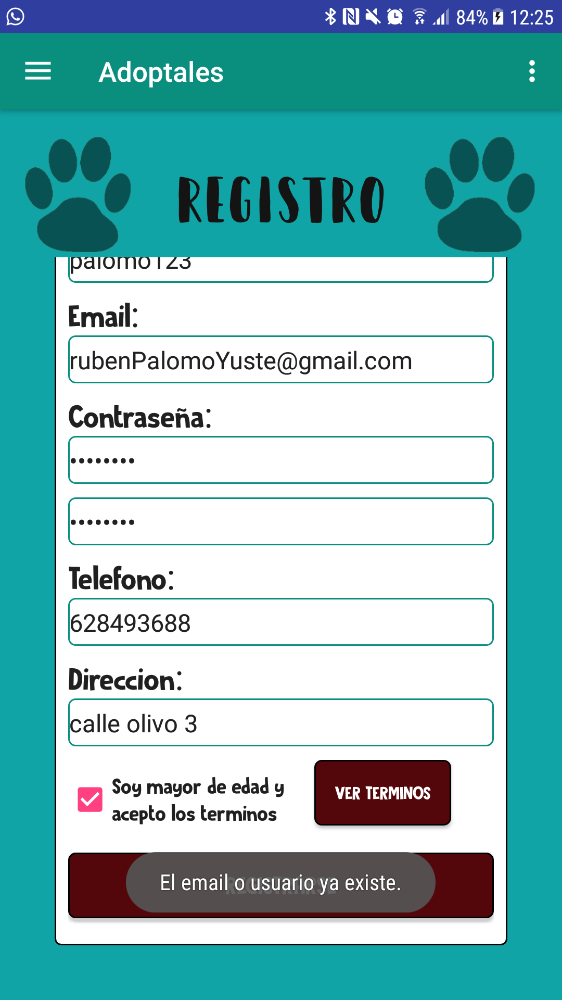 84% 12:25
Adoptales
REGISTRO
palomo123
Email:
rubenPalomoYuste@gmail.com
Contraseña:
••••••••
••••••••
Telefono:
628493688
Direccion:
calle olivo 3
Soy mayor de edad y
acepto los terminos
VER TERMINOS
REGISTRARSE
El email o usuario ya existe.